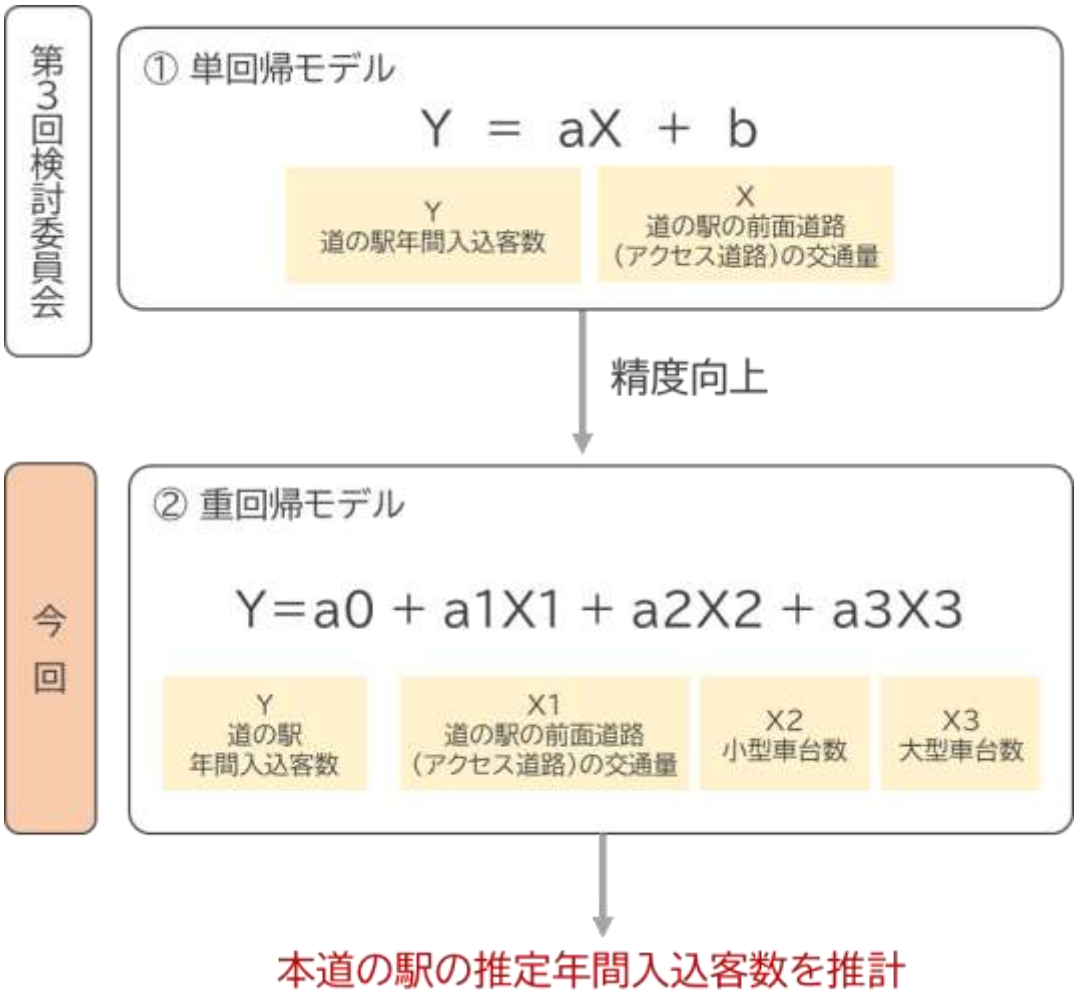 第3回検討委員会
① 単回帰モデル
Y = aX + b
Y
道の駅年間入込客数
X
道の駅の前面道路
(アクセス道路)の交通量
精度向上
今回
② 重回帰モデル
Y=a0 + a1X1 + a2X2 + a3X3
Y
道の駅
年間入込客数
X1
道の駅の前面道路
(アクセス道路)の交通量
X2
小型車台数
X3
大型車台数
本道の駅の推定年間入込客数を推計